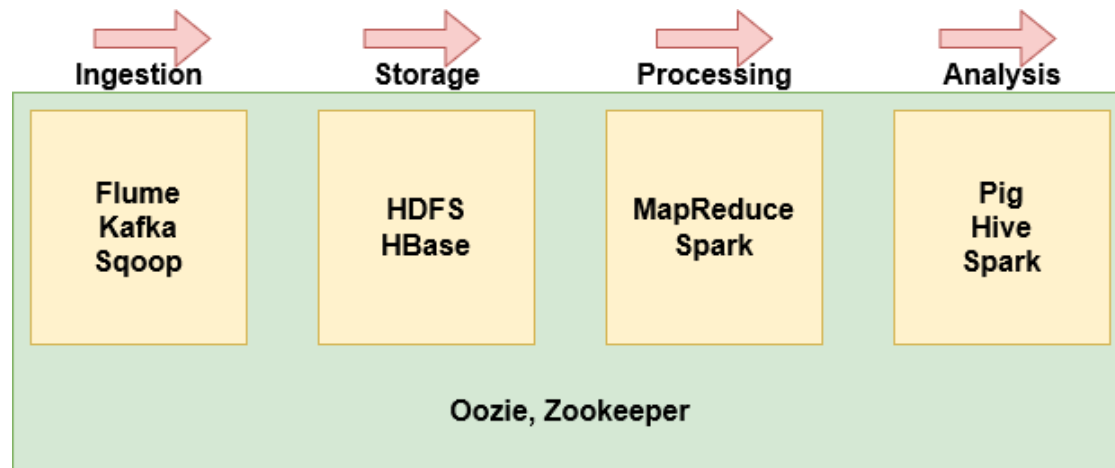 Ingestion
Storage
Processing
Analysis
Flume
Kafka
Sqoop
HDFS
HBase
MapReduce
Spark
Pig
Hive
Spark
Oozie, Zookeeper